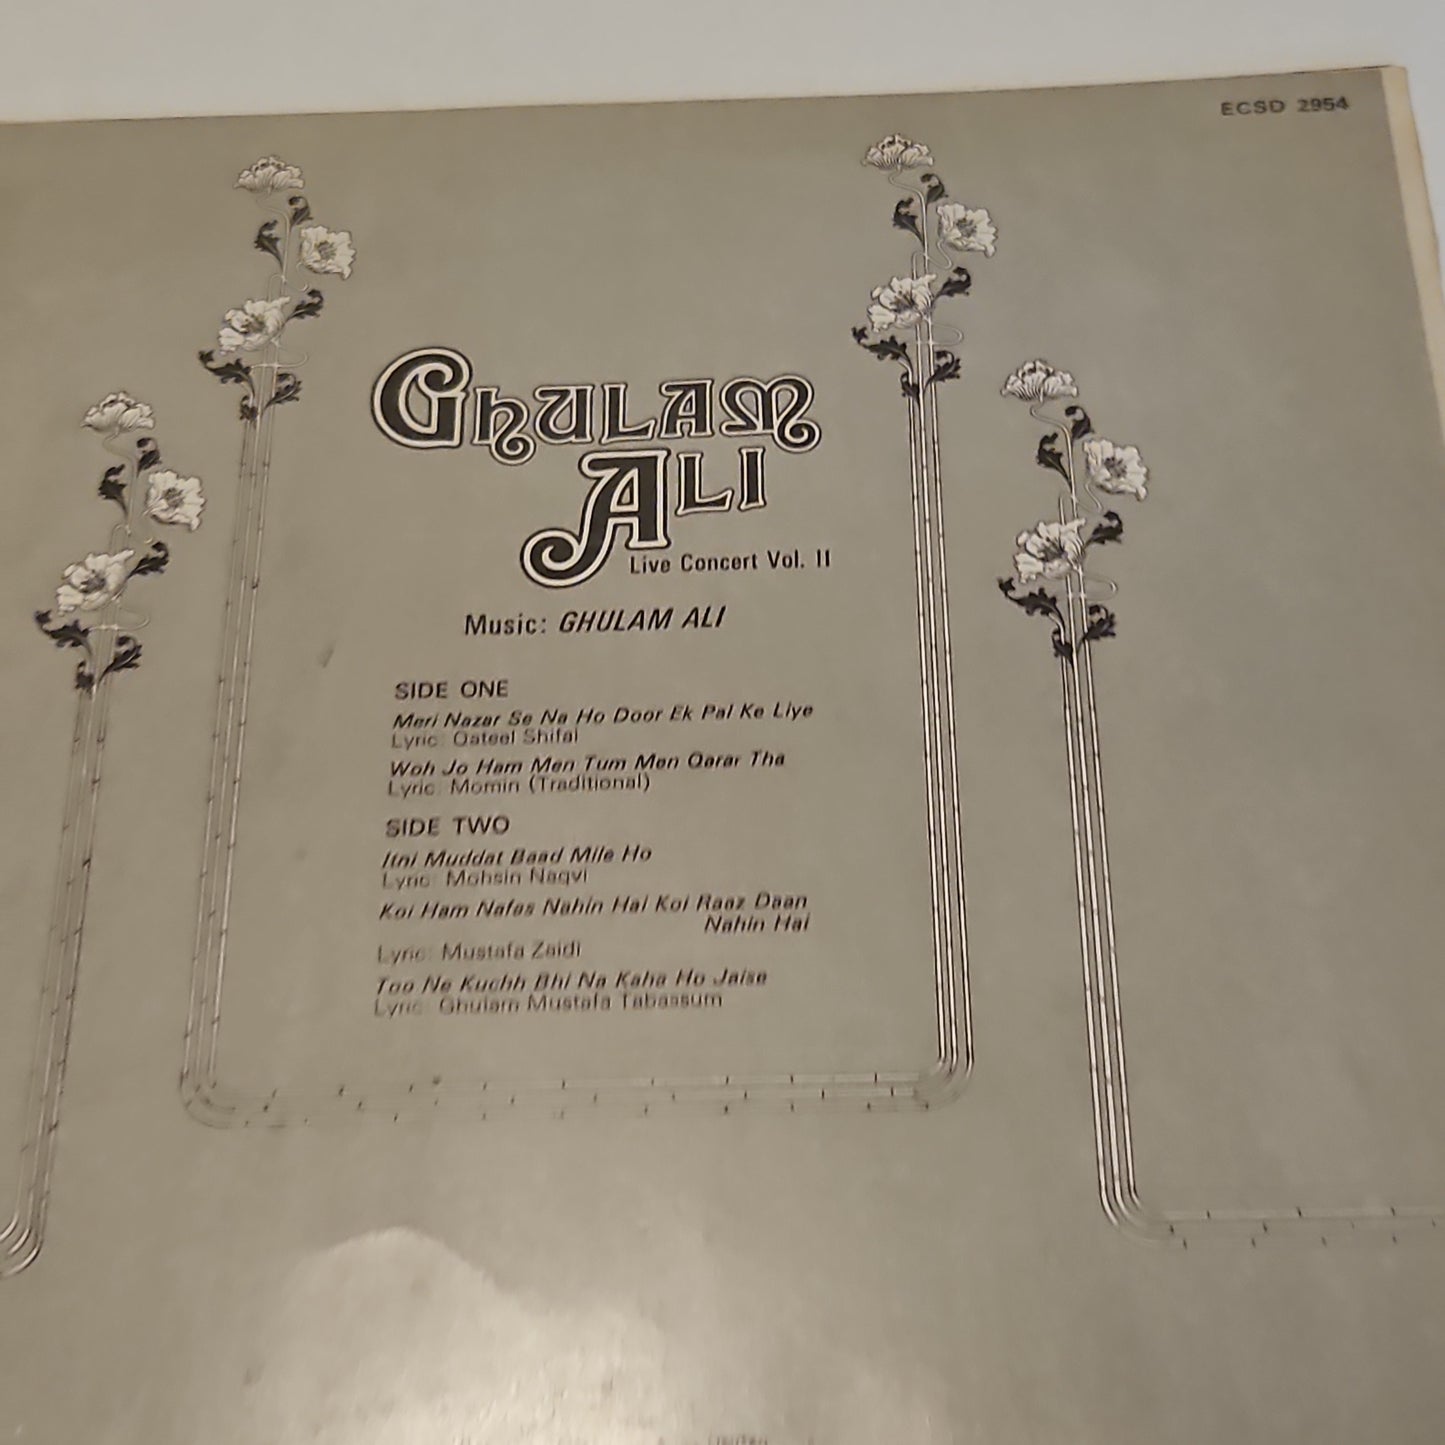 ECSD 2954
GHULAM
ALI
Live Concert Vol. II
Music: GHULAM ALI
SIDE ONE
Meri Nazar Se Na Ho Door Ek Pal Ke Liye
Lyric: Qateel Shifai
Woh Jo Ham Men Tum Men Qarar Tha
Lyric: Momin (Traditional)
SIDE TWO
Itni Muddat Baad Mile Ho
Lyric: Mohsin Naqvi
Koi Ham Nafas Nahin Hai Koi Raaz Daan
Nahin Hai
Lyric: Mustafa Zaidi
Too Ne Kuchh Bhi Na Kaha Ho Jaise
Lyric: Ghulam Mustafa Tabassum